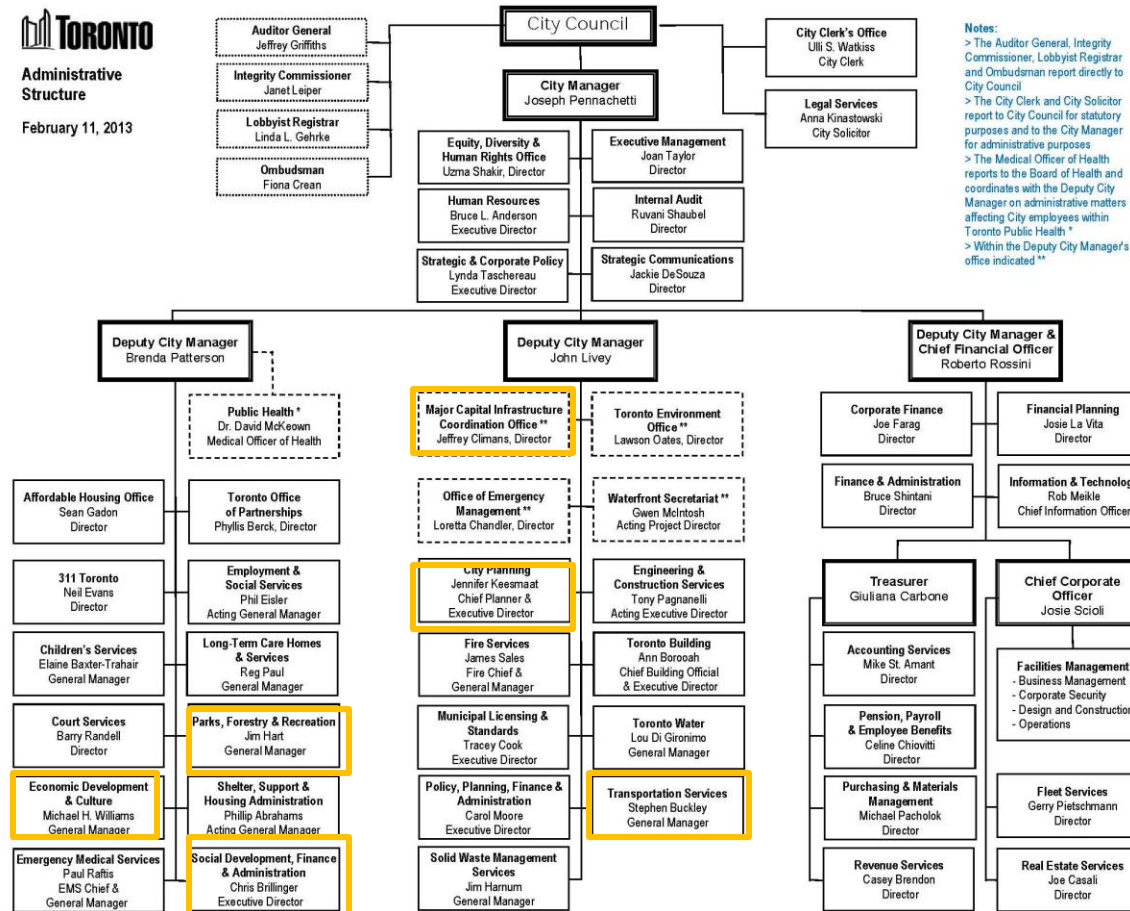 TORONTO
Administrative
Structure
February 11, 2013
Auditor General
Jeffrey Griffiths
Integrity Commissioner
Janet Leiper
Lobbyist Registrar
Linda L. Gehrke
Ombudsman
Fiona Crean
City Council
City Manager
Joseph Pennachetti
City Clerk's Office
Ulli S. Watkiss
City Clerk
Legal Services
Anna Kinastowski
City Solicitor
Notes:
> The Auditor General, Integrity
Commissioner, Lobbyist Registrar
and Ombudsman report directly to
City Council
> The City Clerk and City Solicitor
report to City Council for statutory
purposes and to the City Manager
for administrative purposes
> The Medical Officer of Health
reports to the Board of Health and
coordinates with the Deputy City
Manager on administrative matters
affecting City employees within
Toronto Public Health *
> Within the Deputy City Manager's
office indicated **
Equity, Diversity &
Human Rights Office
Uzma Shakir, Director
Executive Management
Joan Taylor
Director
Human Resources
Bruce L. Anderson
Executive Director
Internal Audit
Ruvani Shaubel
Director
Strategic & Corporate Policy
Lynda Taschereau
Executive Director
Strategic Communications
Jackie DeSouza
Director
Deputy City Manager
Brenda Patterson
Public Health *
Dr. David McKeown
Medical Officer of Health
Affordable Housing Office
Sean Gadon
Director
Toronto Office
of Partnerships
Phyllis Berck, Director
311 Toronto
Neil Evans
Director
Employment &
Social Services
Phil Eisler
Acting General Manager
Children's Services
Elaine Baxter-Trahair
General Manager
Long-Term Care Homes
& Services
Reg Paul
General Manager
Court Services
Barry Randell
Director
Parks, Forestry & Recreation
Jim Hart
General Manager
Economic Development
& Culture
Michael H. Williams
General Manager
Shelter, Support &
Housing Administration
Phillip Abrahams
Acting General Manager
Emergency Medical Services
Paul Raftis
EMS Chief &
General Manager
Social Development, Finance
& Administration
Chris Brillinger
Executive Director
Deputy City Manager
John Livey
Major Capital Infrastructure
Coordination Office **
Jeffrey Climans, Director
Toronto Environment
Office **
Lawson Oates, Director
Office of Emergency
Management **
Loretta Chandler, Director
Waterfront Secretariat **
Gwen McIntosh
Acting Project Director
City Planning
Jennifer Keesmaat
Chief Planner &
Executive Director
Engineering &
Construction Services
Tony Pagnanelli
Acting Executive Director
Fire Services
James Sales
Fire Chief &
General Manager
Toronto Building
Ann Borooah
Chief Building Official
& Executive Director
Municipal Licensing &
Standards
Tracey Cook
Executive Director
Toronto Water
Lou Di Gironimo
General Manager
Policy, Planning, Finance &
Administration
Carol Moore
Executive Director
Transportation Services
Stephen Buckley
General Manager
Solid Waste Management
Services
Jim Harnum
General Manager
Deputy City Manager &
Chief Financial Officer
Roberto Rossini
Corporate Finance
Joe Farag
Director
Financial Planning
Josie La Vita
Director
Finance & Administration
Bruce Shintani
Director
Information & Technolog
Rob Meikle
Chief Information Officer
Treasurer
Giuliana Carbone
Chief Corporate
Officer
Josie Scioli
Accounting Services
Mike St. Amant
Director
Facilities Management
- Business Management
- Corporate Security
- Design and Construction
- Operations
Pension, Payroll
& Employee Benefits
Celine Chiovitti
Director
Purchasing & Materials
Management
Michael Pacholok
Director
Fleet Services
Gerry Pietschmann
Director
Revenue Services
Casey Brendon
Director
Real Estate Services
Joe Casali
Director